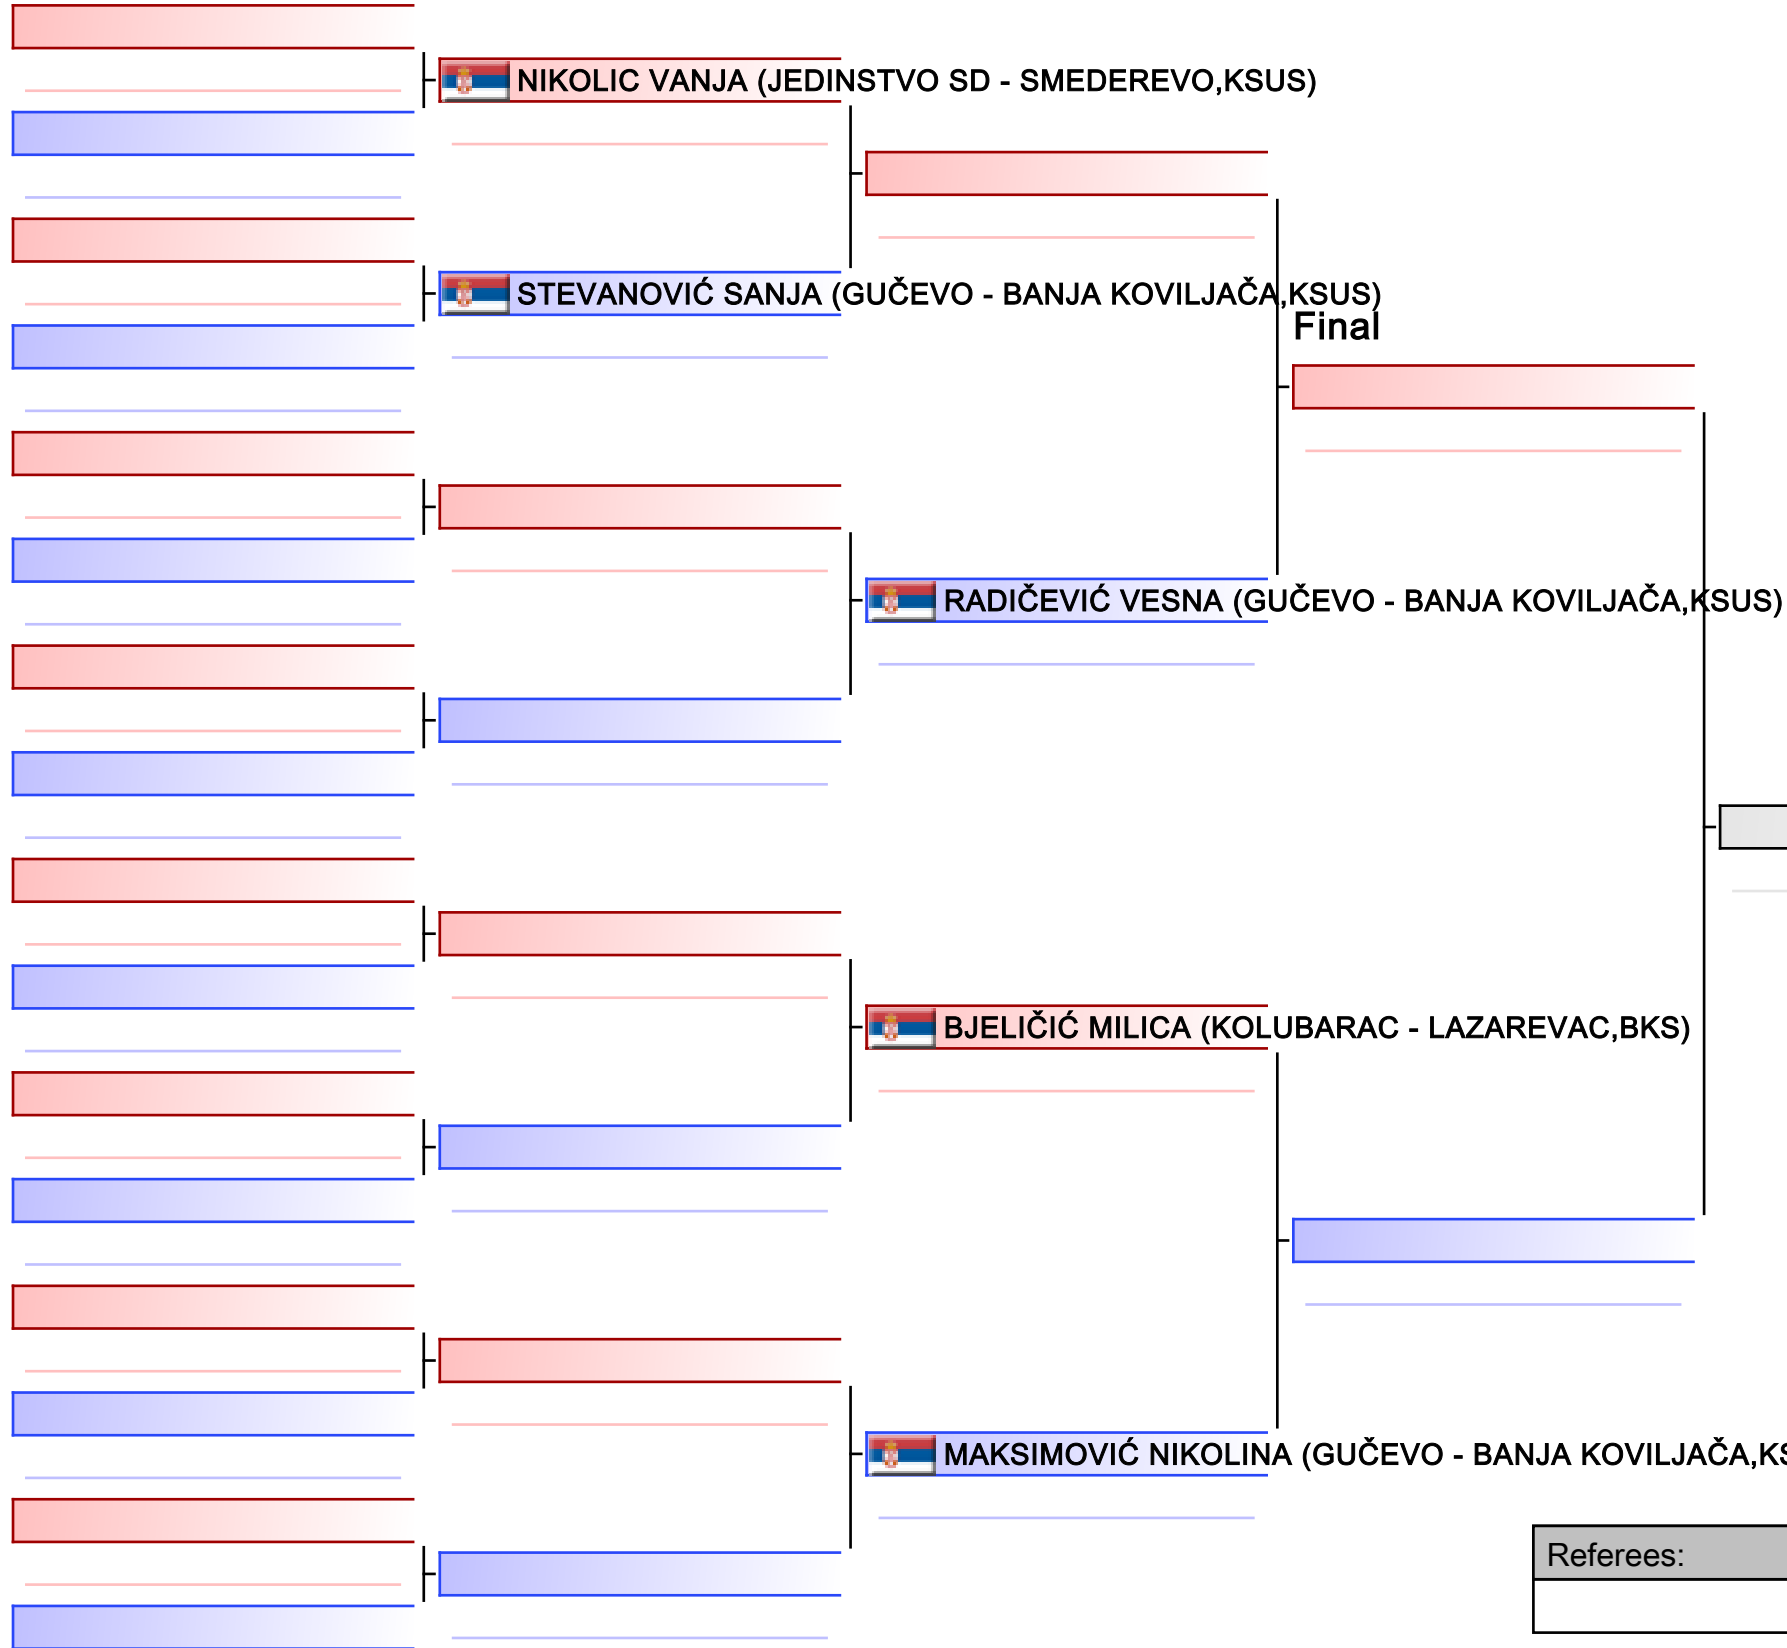 NIKOLIC VANJA (JEDINSTVO SD - SMEDEREVO,KSUS)
STEVANOVIĆ SANJA (GUČEVO - BANJA KOVILJAČA,KSUS)
Final
RADIČEVIĆ VESNA (GUČEVO - BANJA KOVILJAČA,KSUS)
BJELIČIĆ MILICA (KOLUBARAC - LAZAREVAC,BKS)
MAKSIMOVIĆ NIKOLINA (GUČEVO - BANJA KOVILJAČA,KS
Referees: